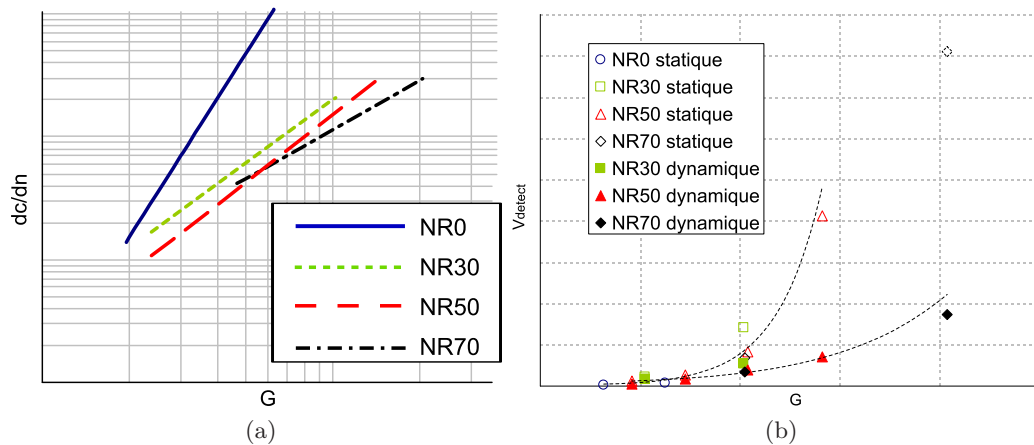 dc/dn
NR0
NR30
NR50
NR70
G
(a)
Vdetect
NR0 statique
NR30 statique
NR50 statique
NR70 statique
NR30 dynamique
NR50 dynamique
NR70 dynamique
G
(b)